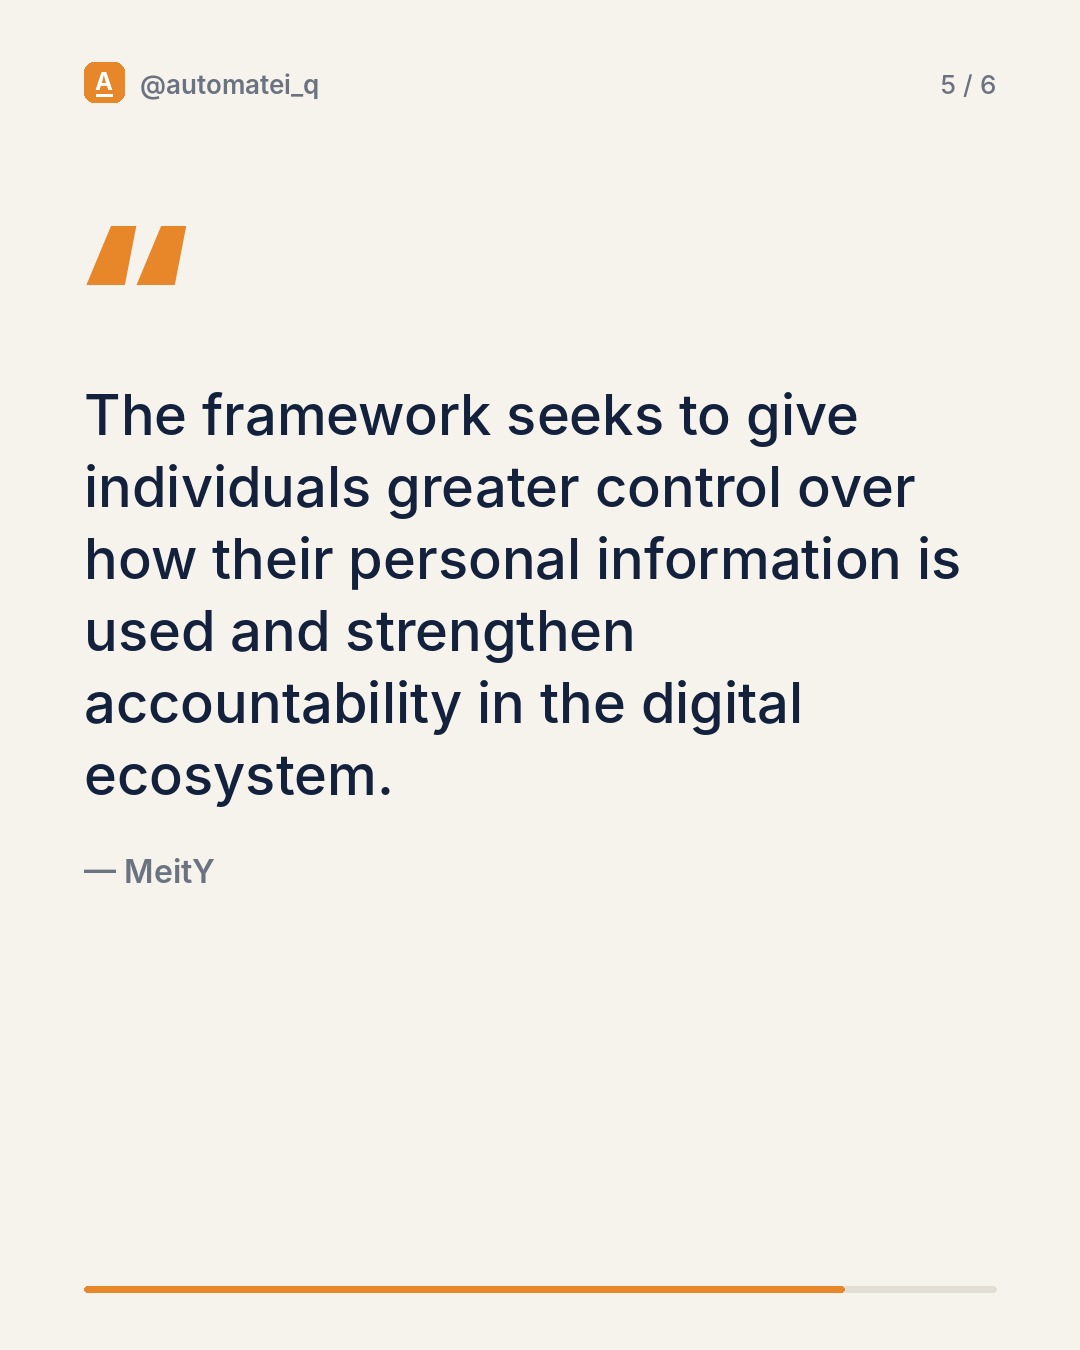 A @automatei_q
5 / 6
“
The framework seeks to give
individuals greater control over
how their personal information is
used and strengthen
accountability in the digital
ecosystem.
— MeitY